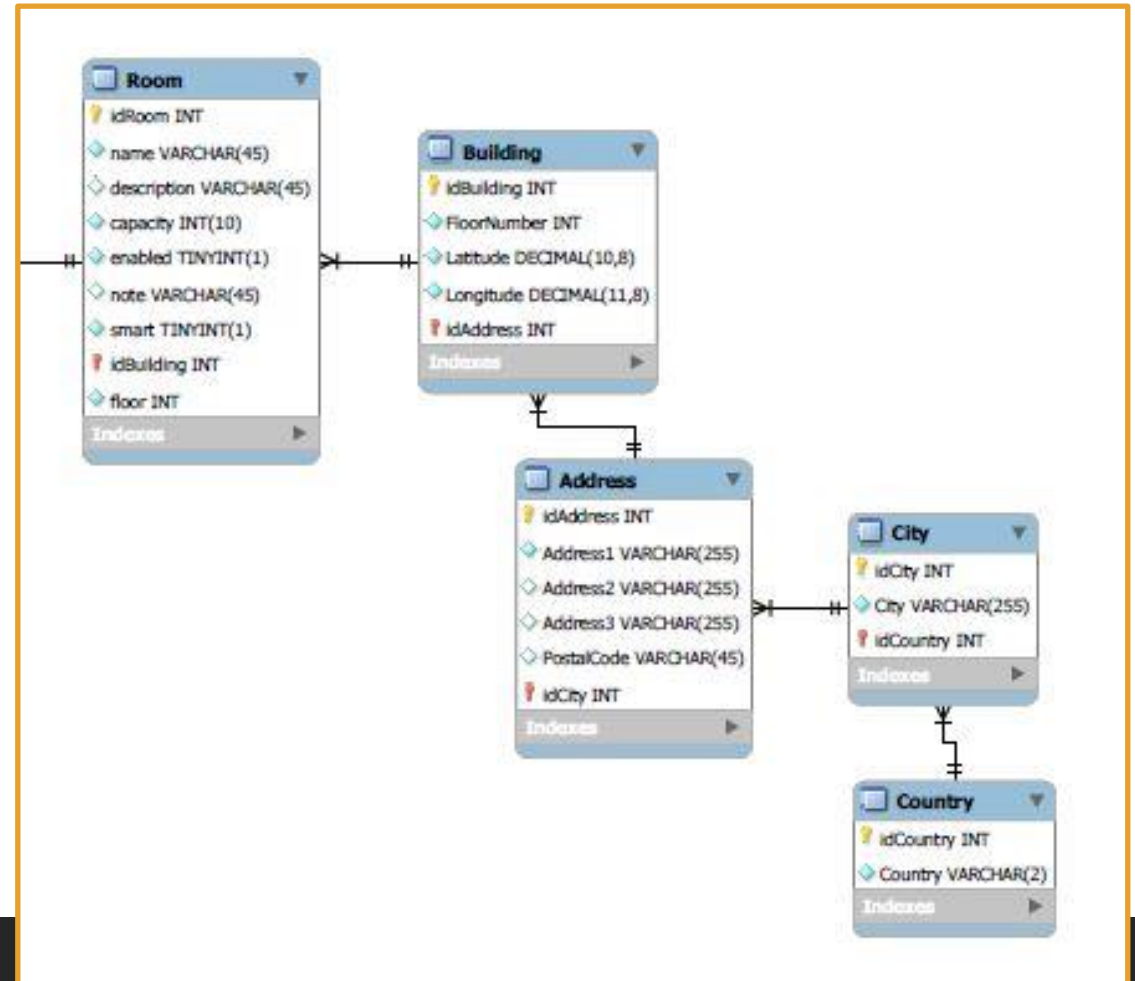 Room
idRoom INT
name VARCHAR(45)
description VARCHAR(45)
capacity INT(10)
enabled TINYINT(1)
note VARCHAR(45)
smart TINYINT(1)
idBuilding INT
floor INT
Indexes
Building
idBuilding INT
FloorNumber INT
Latitude DECIMAL(10,8)
Longitude DECIMAL(11,8)
idAddress INT
Indexes
Address
idAddress INT
Address1 VARCHAR(255)
Address2 VARCHAR(255)
Address3 VARCHAR(255)
PostalCode VARCHAR(45)
idCity INT
Indexes
City
idCity INT
City VARCHAR(255)
idCountry INT
Indexes
Country
idCountry INT
Country VARCHAR(2)
Indexes